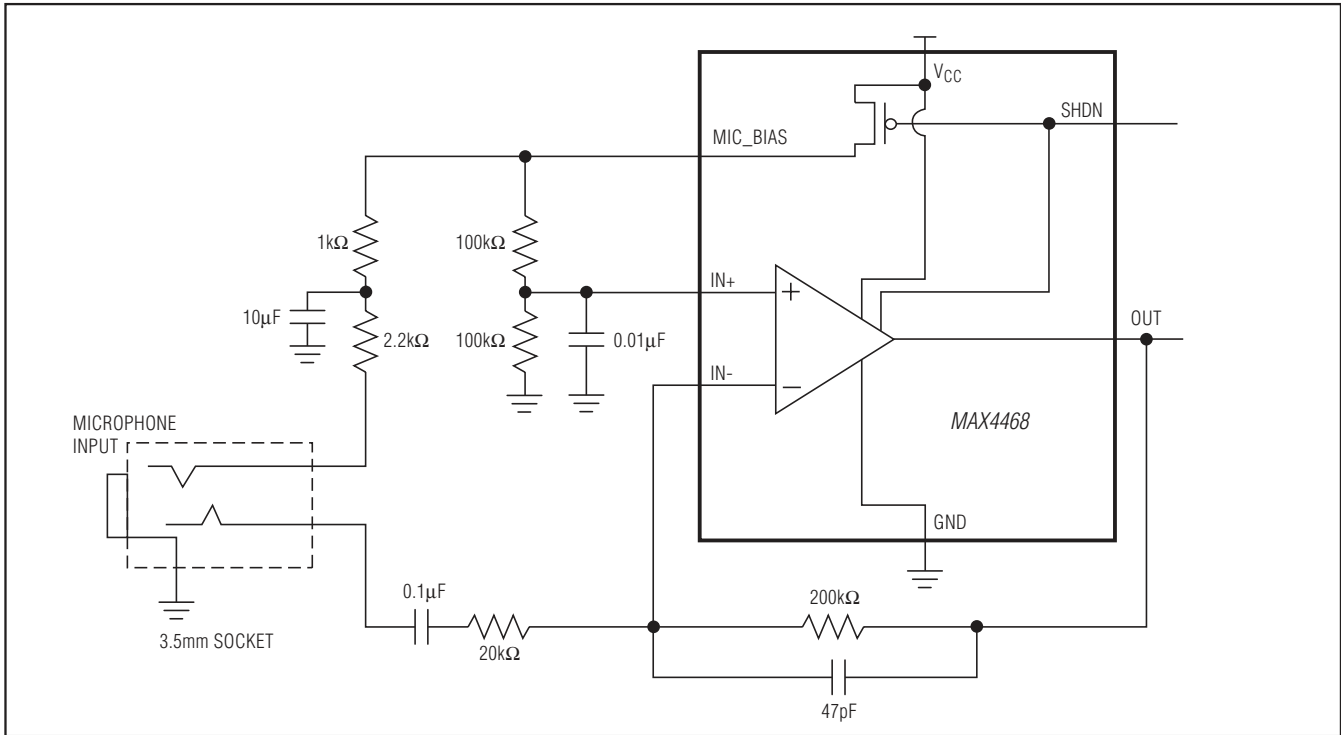 VCC
SHDN
MIC_BIAS
1kΩ
100kΩ
IN+
+
10μF
2.2kΩ
100kΩ
0.01μF
OUT
IN-
−
MAX4468
MICROPHONE
INPUT
GND
0.1μF
200kΩ
3.5mm SOCKET
20kΩ
47pF